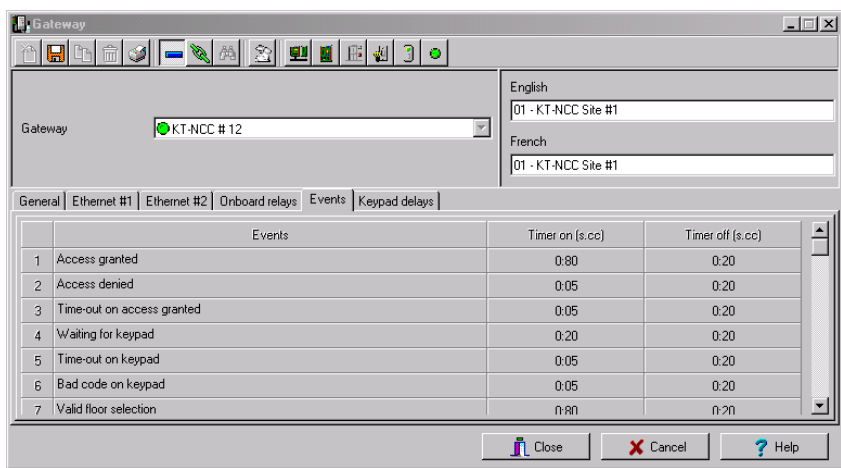 Gateway
English
01 - KT-NCC Site #1
Gateway KT-NCC # 12
French
01 - KT-NCC Site #1
General Ethernet #1 Ethernet #2 Onboard relays Events Keypad delays
Events Timer on (s.cc) Timer off (s.cc)
1 Access granted 0:80 0:20
2 Access denied 0:05 0:20
3 Time-out on access granted 0:05 0:20
4 Waiting for keypad 0:20 0:20
5 Time-out on keypad 0:05 0:20
6 Bad code on keypad 0:05 0:20
7 Valid floor selection 0:80 0:20
Close Cancel Help